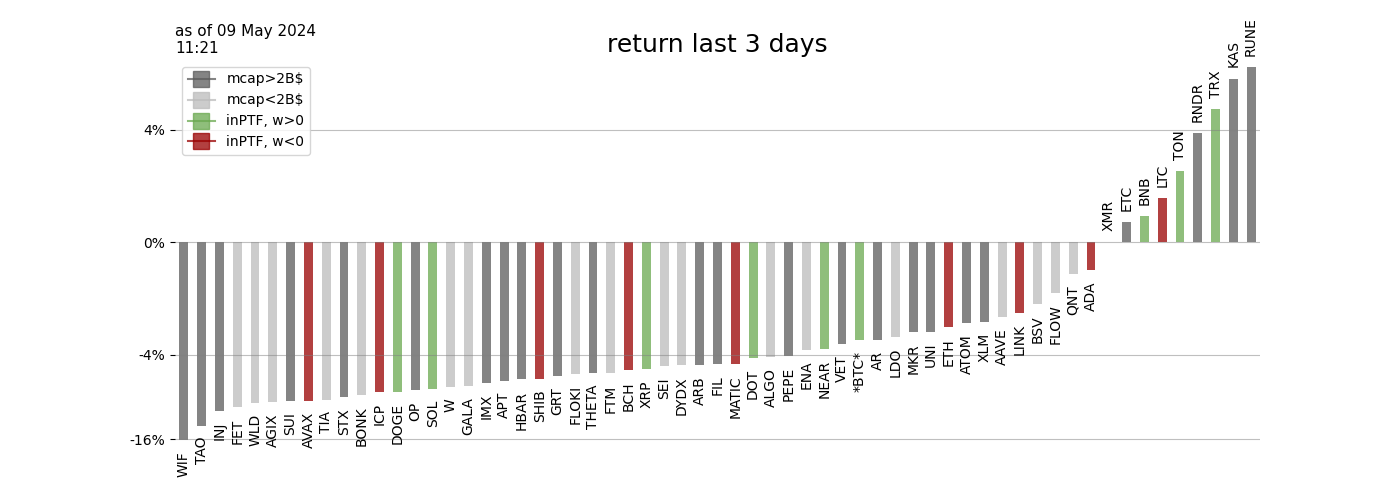 as of 09 May 2024
11:21
return last 3 days
mcap>2B$
mcap<2B$
inPTF, w>0
inPTF, w<0
4%
0%
-4%
-16%
WIF
TAO
INJ
FET
WLD
AGIX
SUI
AVAX
TIA
STX
BONK
ICP
DOGE
OP
SOL
W
GALA
IMX
APT
HBAR
SHIB
GRT
FLOKI
THETA
FTM
BCH
XRP
SEI
DYDX
ARB
FIL
MATIC
DOT
ALGO
PEPE
ENA
NEAR
VET
*BTC*
AR
LDO
MKR
UNI
ETH
ATOM
XLM
AAVE
LINK
BSV
FLOW
QNT
ADA
XMR
ETC
BNB
LTC
TON
RNDR
TRX
KAS
RUNE